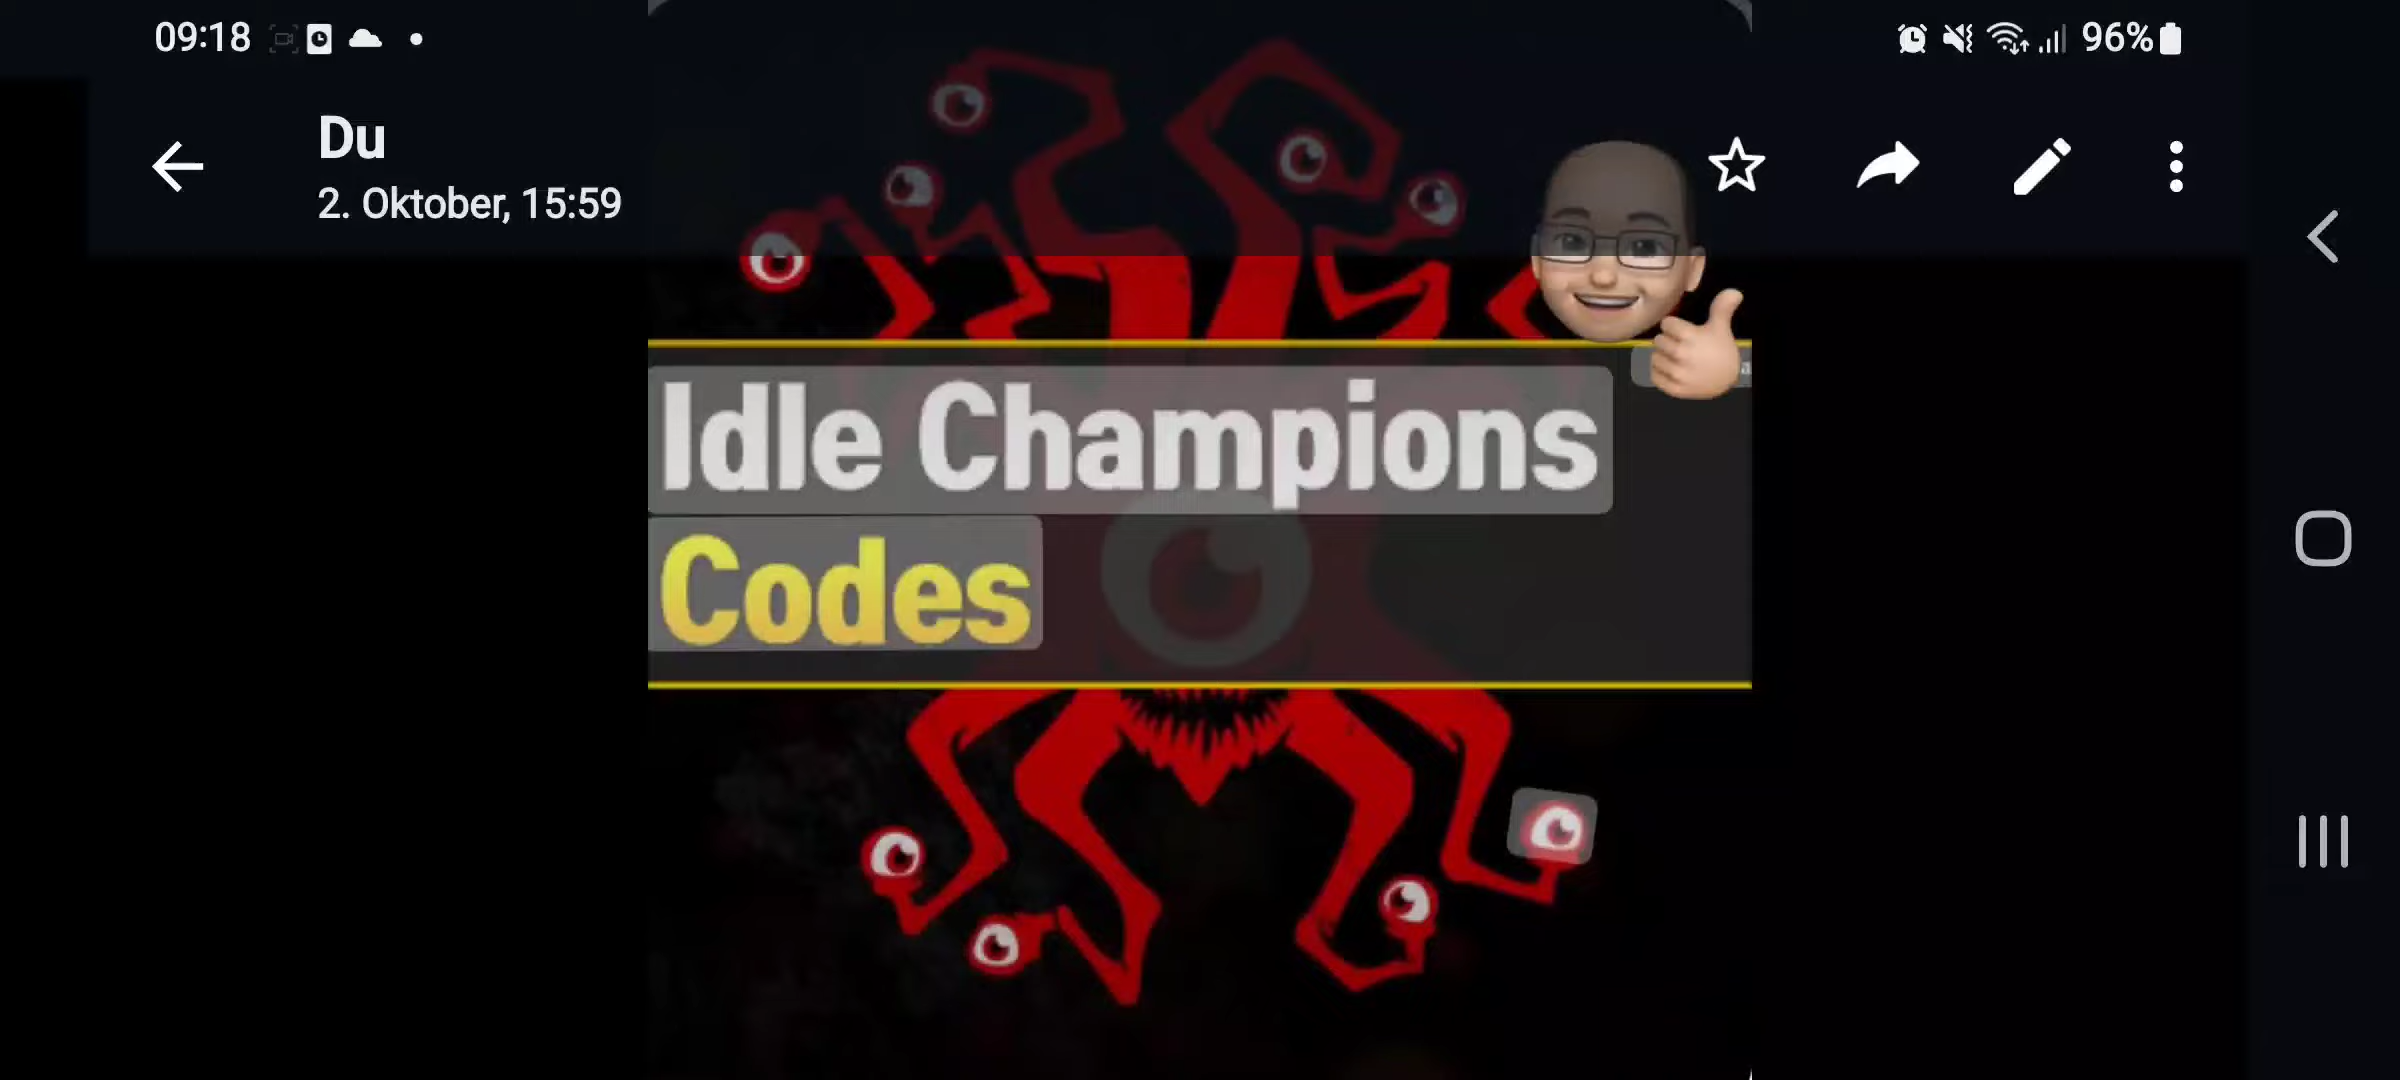 09:18
96%
Du
2. Oktober, 15:59
Idle Champions
Codes